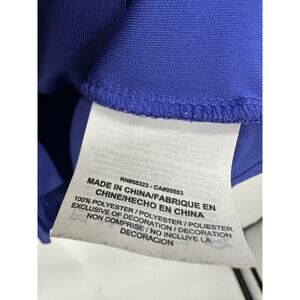 RN#56323 - CA#05553
MADE IN CHINA/FABRIQUE EN
CHINE/HECHO EN CHINA
100% POLYESTER / POLYESTER / POLIESTER
EXCLUSIVE OF DECORATION / DECORATION
NON COMPRISE / NO INCLUYE LA
DECORACION